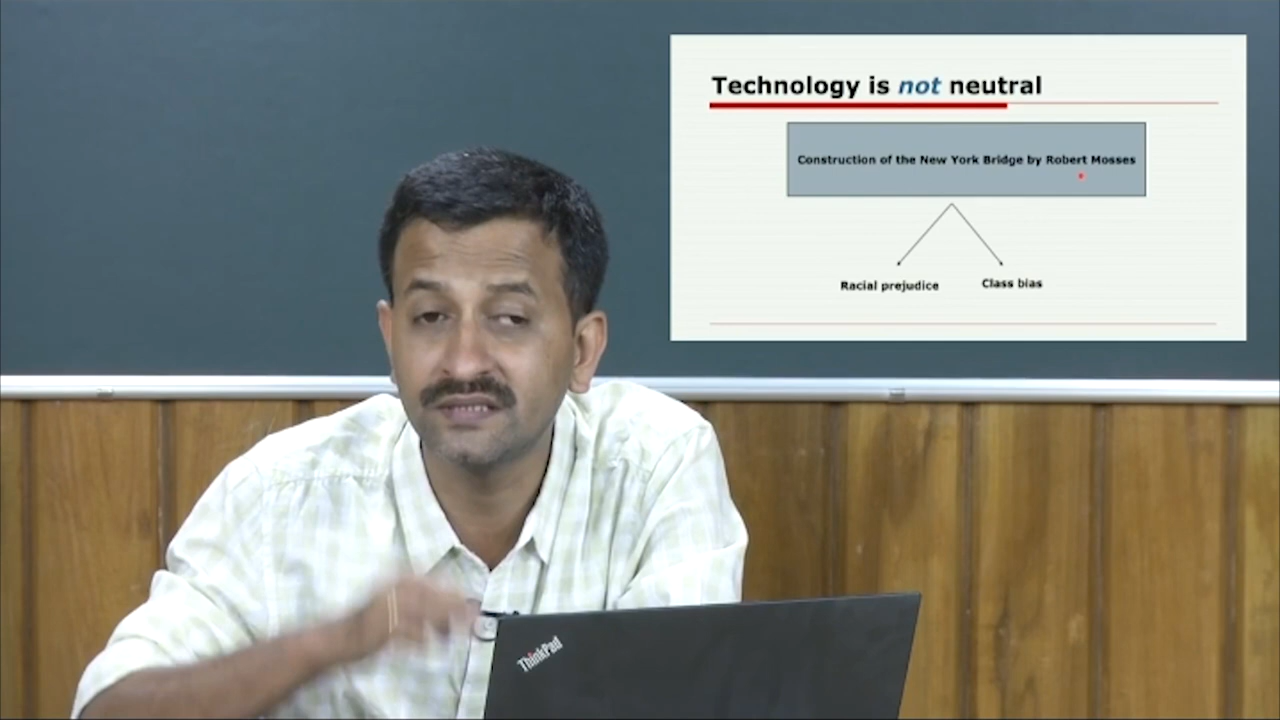 Technology is not neutral
Construction of the New York Bridge by Robert Mosses
Racial prejudice
Class bias
ThinkPad